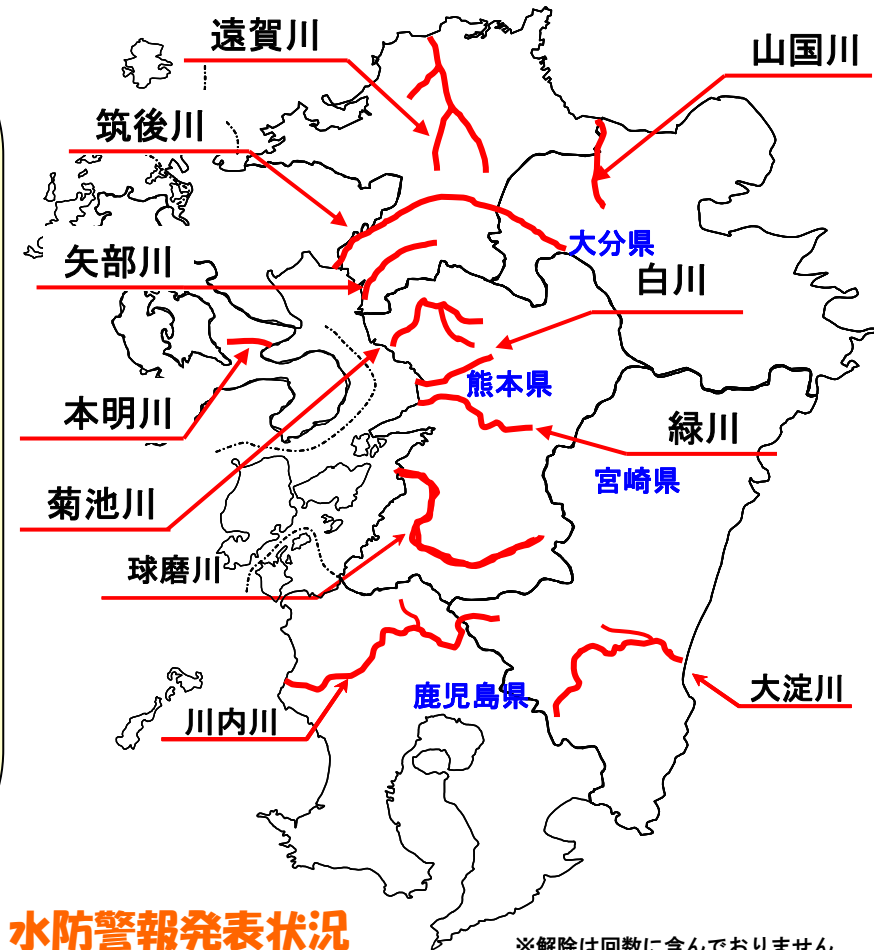 遠賀川
山国川
筑後川
大分県
矢部川
白川
熊本県
本明川
緑川
宮崎県
菊池川
球磨川
大淀川
鹿児島県
川内川
水防警報発表状況
※解除は回数に含んでおりません